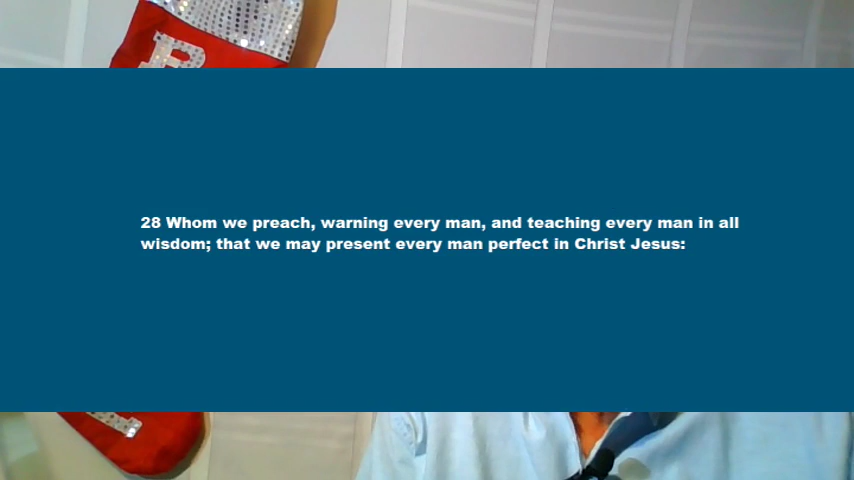 R
28 Whom we preach, warning every man, and teaching every man in all
wisdom; that we may present every man perfect in Christ Jesus: